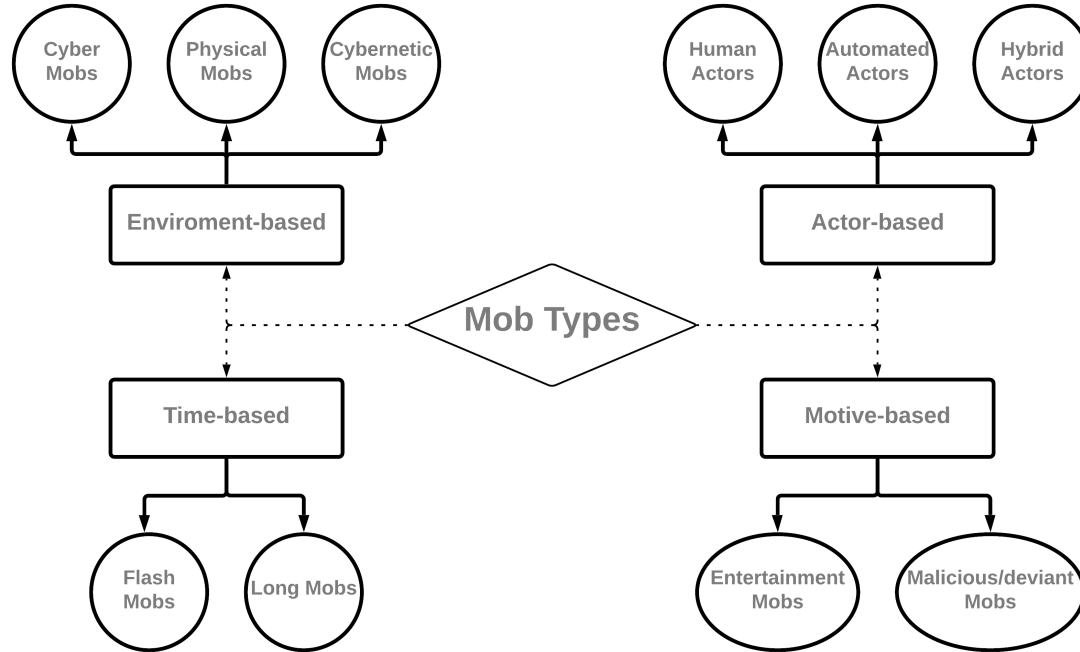 Cyber
Mobs
Physical
Mobs
Cybernetic
Mobs
Human
Actors
Automated
Actors
Hybrid
Actors
Enviroment-based
Actor-based
Mob Types
Time-based
Motive-based
Flash
Mobs
Long Mobs
Entertainment
Mobs
Malicious/deviant
Mobs